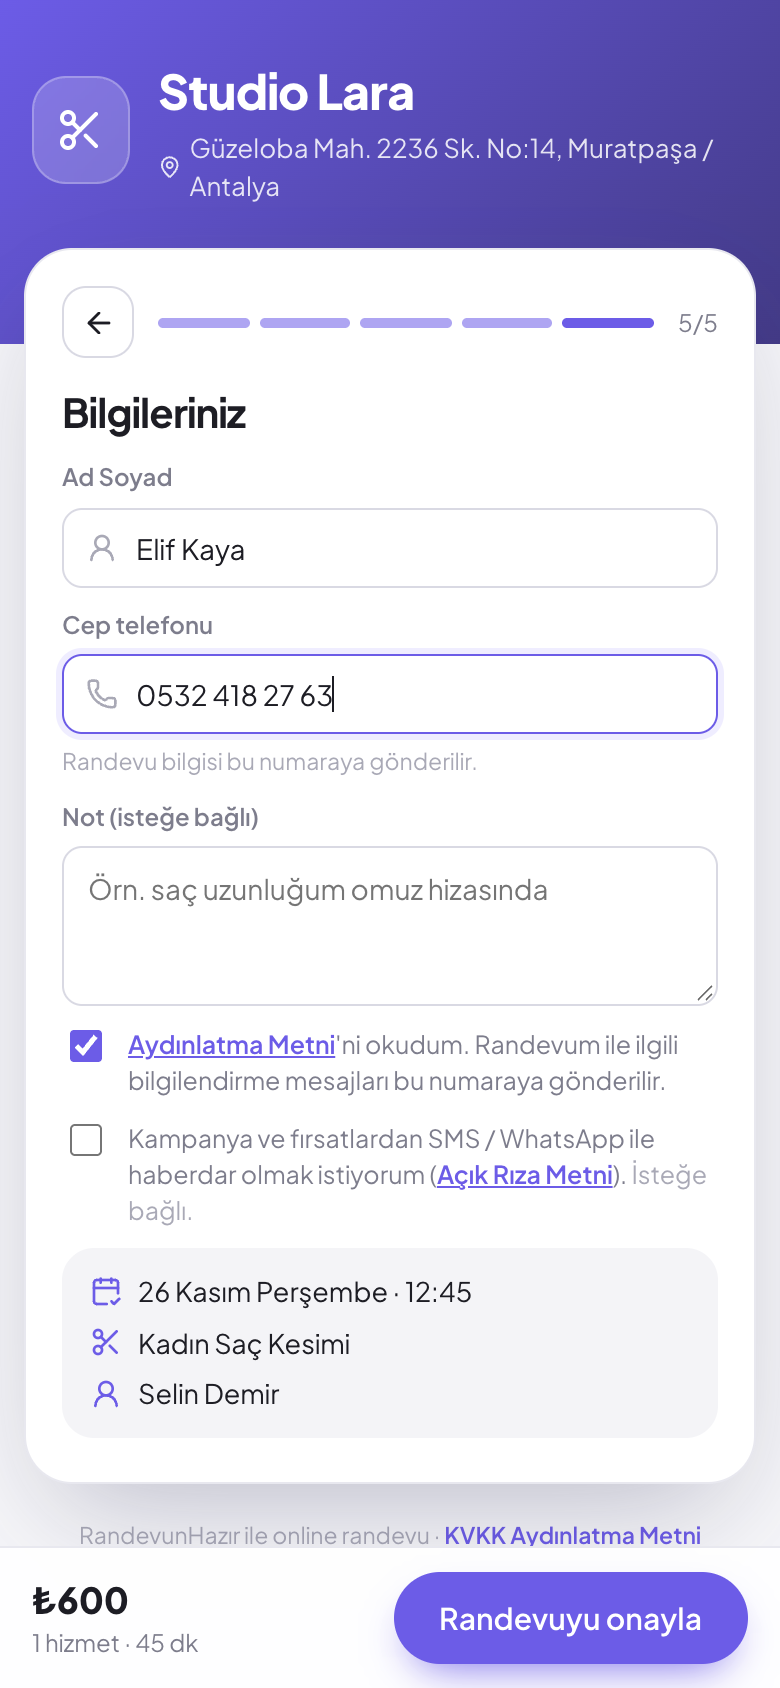 Studio Lara
Güzeloba Mah. 2236 Sk. No:14, Muratpaşa /
Antalya
5/5
Bilgileriniz
Ad Soyad
Elif Kaya
Cep telefonu
0532 418 27 63
Randevu bilgisi bu numaraya gönderilir.
Not (isteğe bağlı)
Örn. saç uzunluğum omuz hizasında
Aydınlatma Metni'ni okudum. Randevum ile ilgili
bilgilendirme mesajları bu numaraya gönderilir.
Kampanya ve fırsatlardan SMS / WhatsApp ile
haberdar olmak istiyorum (Açık Rıza Metni). İsteğe
bağlı.
26 Kasım Perşembe · 12:45
Kadın Saç Kesimi
Selin Demir
RandevunHazır ile online randevu · KVKK Aydınlatma Metni
₺600
1 hizmet · 45 dk
Randevuyu onayla